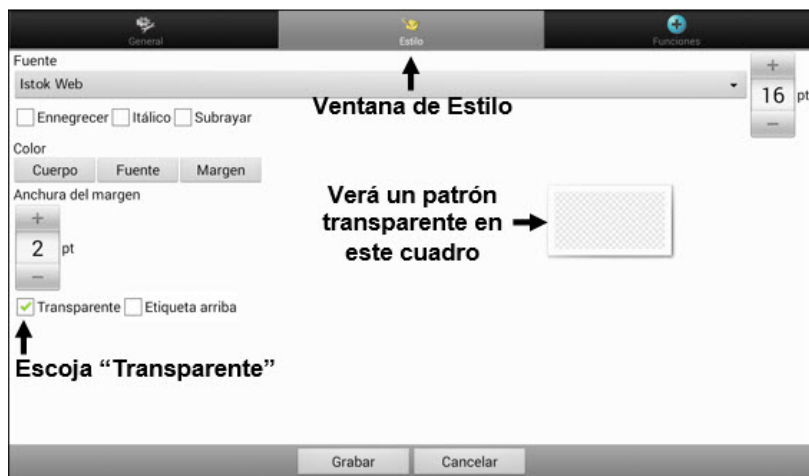 General
Estilo
Funciones
Fuente
Istok Web
+
16 pt
−
Ennegrecer Itálico Subrayar
Ventana de Estilo
Color
Cuerpo Fuente Margen
Anchura del margen
+
2 pt
−
Verá un patrón
transparente en
este cuadro
Transparente Etiqueta arriba
Escoja “Transparente”
Grabar Cancelar